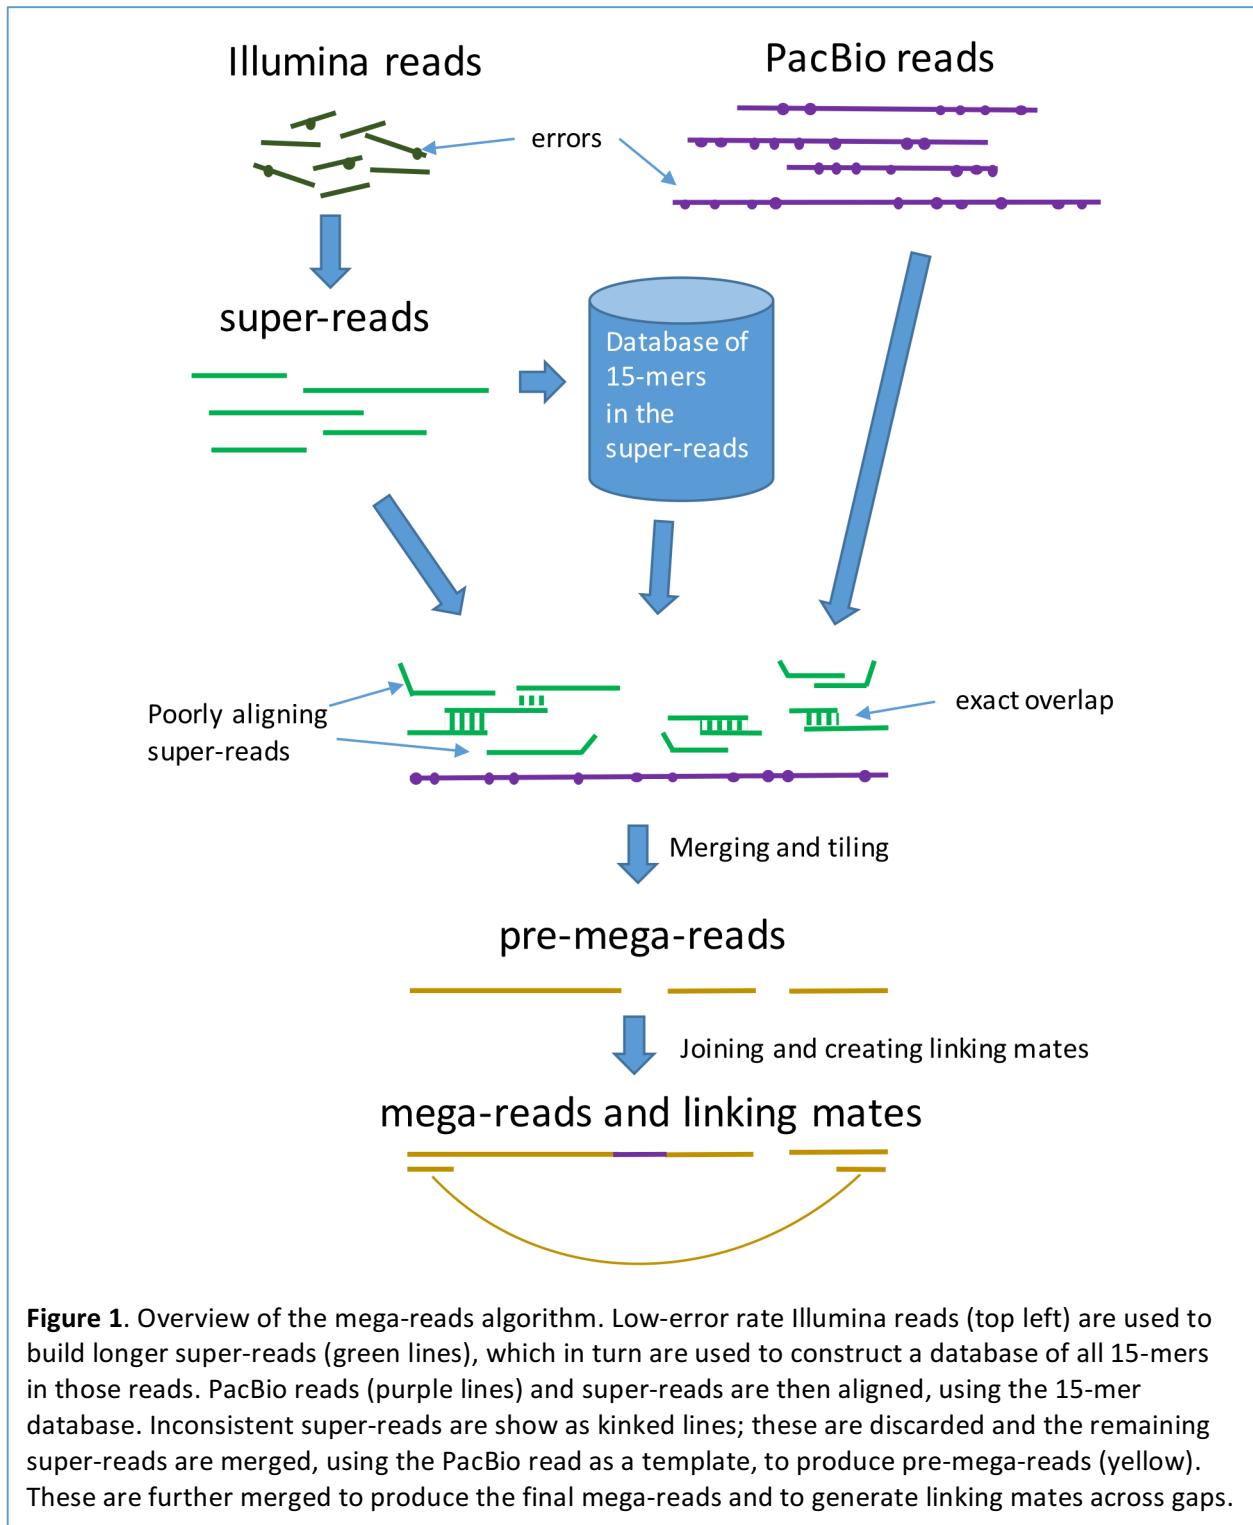 Illumina reads
PacBio reads
errors
super-reads
Database of
15-mers
in the
super-reads
Poorly aligning
super-reads
exact overlap
Merging and tiling
pre-mega-reads
Joining and creating linking mates
mega-reads and linking mates
Figure 1. Overview of the mega-reads algorithm. Low-error rate Illumina reads (top left) are used to
build longer super-reads (green lines), which in turn are used to construct a database of all 15-mers
in those reads. PacBio reads (purple lines) and super-reads are then aligned, using the 15-mer
database. Inconsistent super-reads are show as kinked lines; these are discarded and the remaining
super-reads are merged, using the PacBio read as a template, to produce pre-mega-reads (yellow).
These are further merged to produce the final mega-reads and to generate linking mates across gaps.